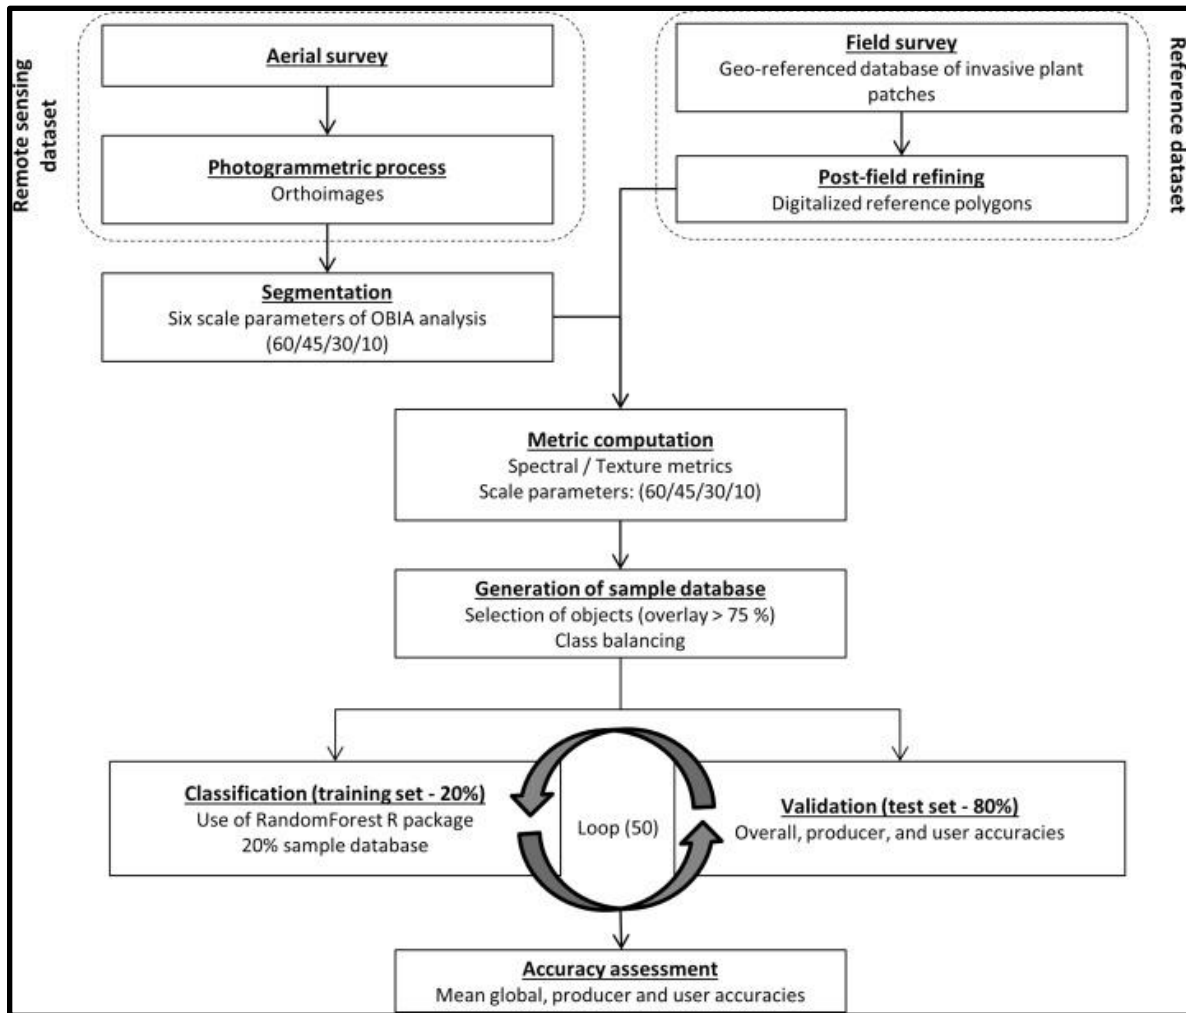 Remote sensing
dataset
Aerial survey
Photogrammetric process
Orthoimages
Field survey
Geo-referenced database of invasive plant
patches
Post-field refining
Digitalized reference polygons
Reference dataset
Segmentation
Six scale parameters of OBIA analysis
(60/45/30/10)
Metric computation
Spectral / Texture metrics
Scale parameters: (60/45/30/10)
Generation of sample database
Selection of objects (overlay > 75 %)
Class balancing
Classification (training set - 20%)
Use of RandomForest R package
20% sample database
Loop (50)
Validation (test set - 80%)
Overall, producer, and user accuracies
Accuracy assessment
Mean global, producer and user accuracies